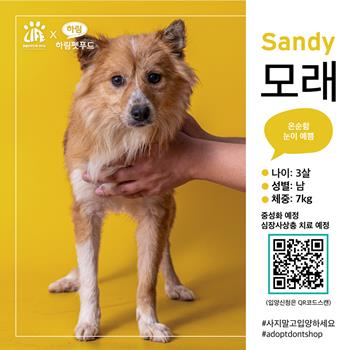 LIFE
X
하림
하림펫푸드
Sandy
모래
온순함
눈이 예쁨
● 나이: 3살
● 성별: 남
● 체중: 7kg
중성화 예정
심장사상충 치료 예정
(입양신청은 QR코드스캔)
#사지말고입양하세요
#adoptdontshop